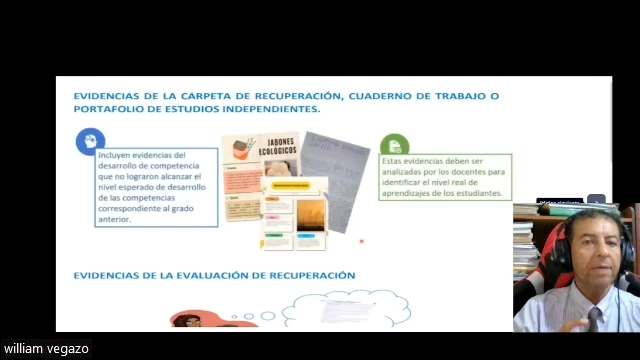 EVIDENCIAS DE LA CARPETA DE RECUPERACIÓN, CUADERNO DE TRABAJO O
PORTAFOLIO DE ESTUDIOS INDEPENDIENTES.
Incluyen evidencias del
desarrollo de competencia
que no lograron alcanzar el
nivel esperado de desarrollo
de las competencias
correspondiente al grado
anterior.
JABONES
ECOLÓGICOS
Estas evidencias deben ser
analizadas por los docentes para
identificar el nivel real de
aprendizajes de los estudiantes.
EVIDENCIAS DE LA EVALUACIÓN DE RECUPERACIÓN
william vegazo